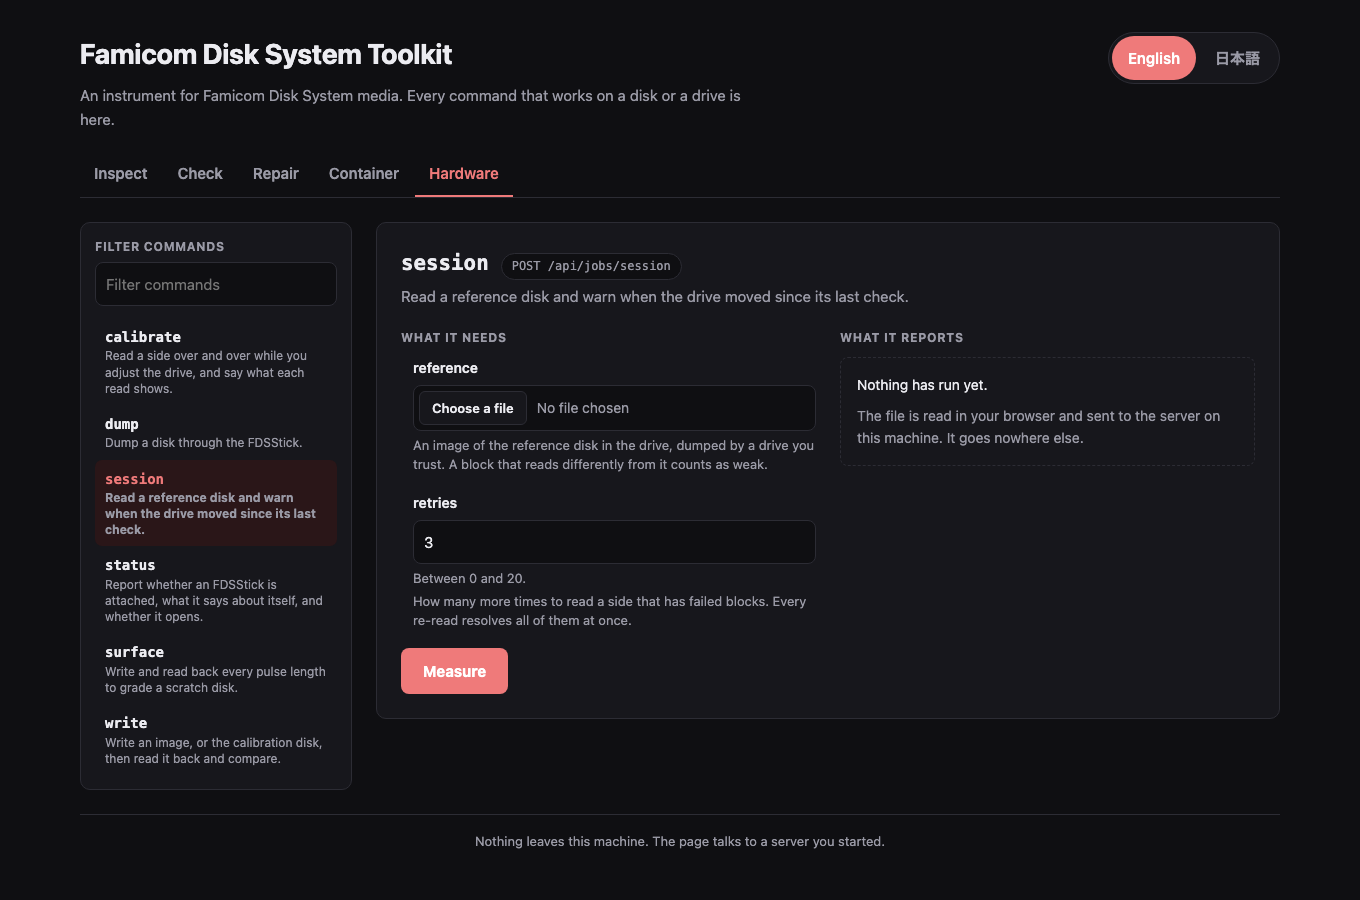 Famicom Disk System Toolkit
English
日本語
An instrument for Famicom Disk System media. Every command that works on a disk or a drive is
here.
Inspect
Check
Repair
Container
Hardware
FILTER COMMANDS
Filter commands
calibrate
Read a side over and over while you
adjust the drive, and say what each
read shows.
dump
Dump a disk through the FDSStick.
session
Read a reference disk and warn
when the drive moved since its last
check.
status
Report whether an FDSStick is
attached, what it says about itself, and
whether it opens.
surface
Write and read back every pulse length
to grade a scratch disk.
write
Write an image, or the calibration disk,
then read it back and compare.
session
POST /api/jobs/session
Read a reference disk and warn when the drive moved since its last check.
WHAT IT NEEDS
reference
Choose a file
No file chosen
An image of the reference disk in the drive, dumped by a drive you
trust. A block that reads differently from it counts as weak.
retries
3
Between 0 and 20.
How many more times to read a side that has failed blocks. Every
re-read resolves all of them at once.
Measure
WHAT IT REPORTS
Nothing has run yet.
The file is read in your browser and sent to the server on
this machine. It goes nowhere else.
Nothing leaves this machine. The page talks to a server you started.